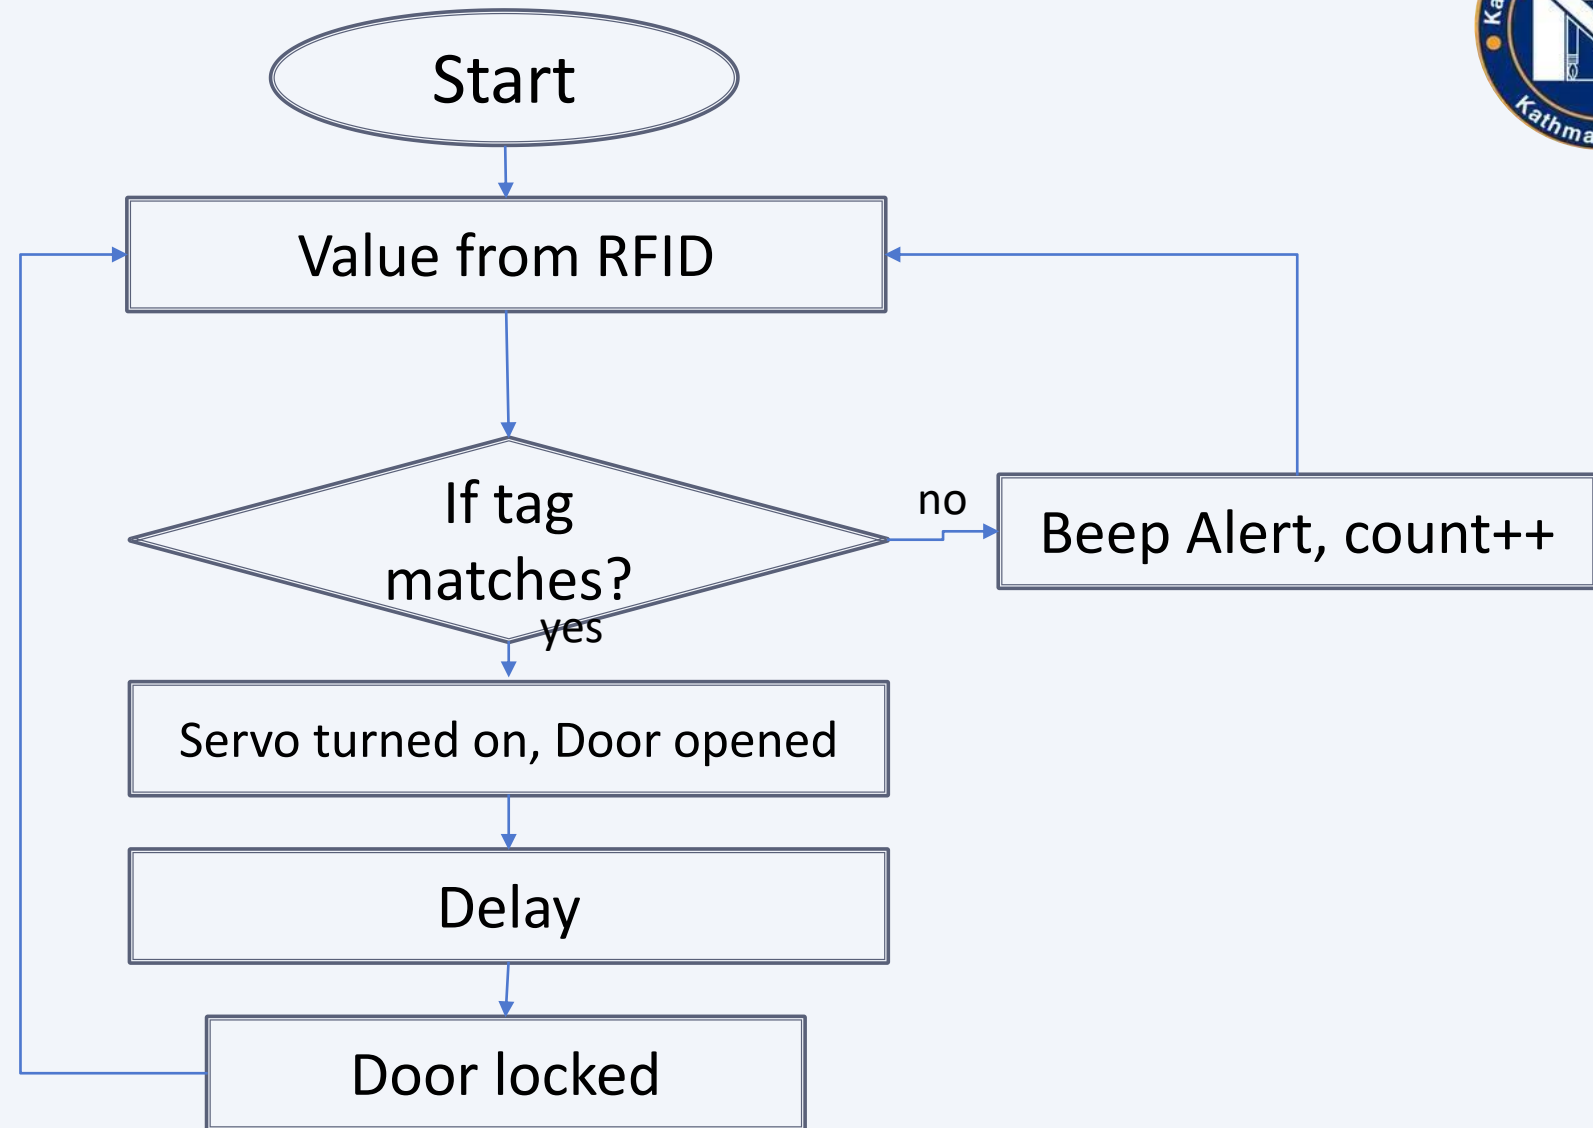 Start
Value from RFID
If tag
matches?
no
Beep Alert, count++
yes
Servo turned on, Door opened
Delay
Door locked